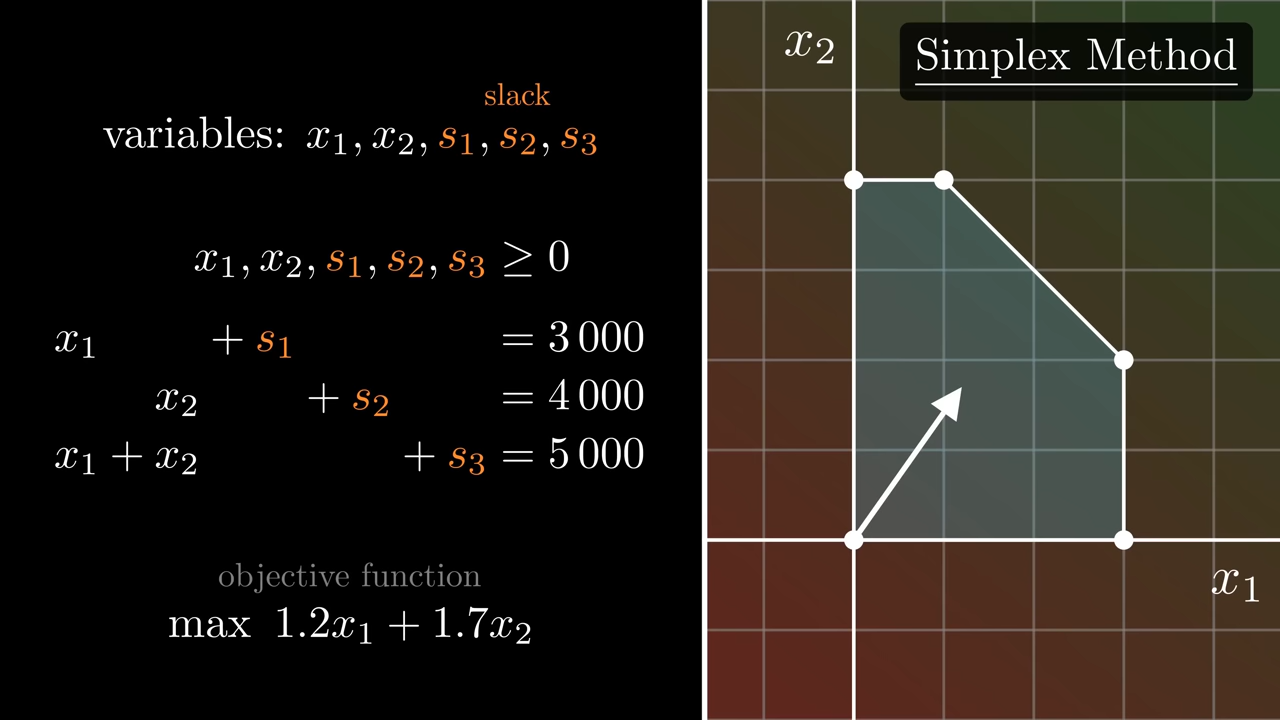 slack
variables: x₁, x₂, s₁, s₂, s₃
x₁, x₂, s₁, s₂, s₃ ≥ 0
x₁ + s₁ = 3 000
x₂ + s₂ = 4 000
x₁ + x₂ + s₃ = 5 000
objective function
max 1.2x₁ + 1.7x₂
Simplex Method
x₂
x₁